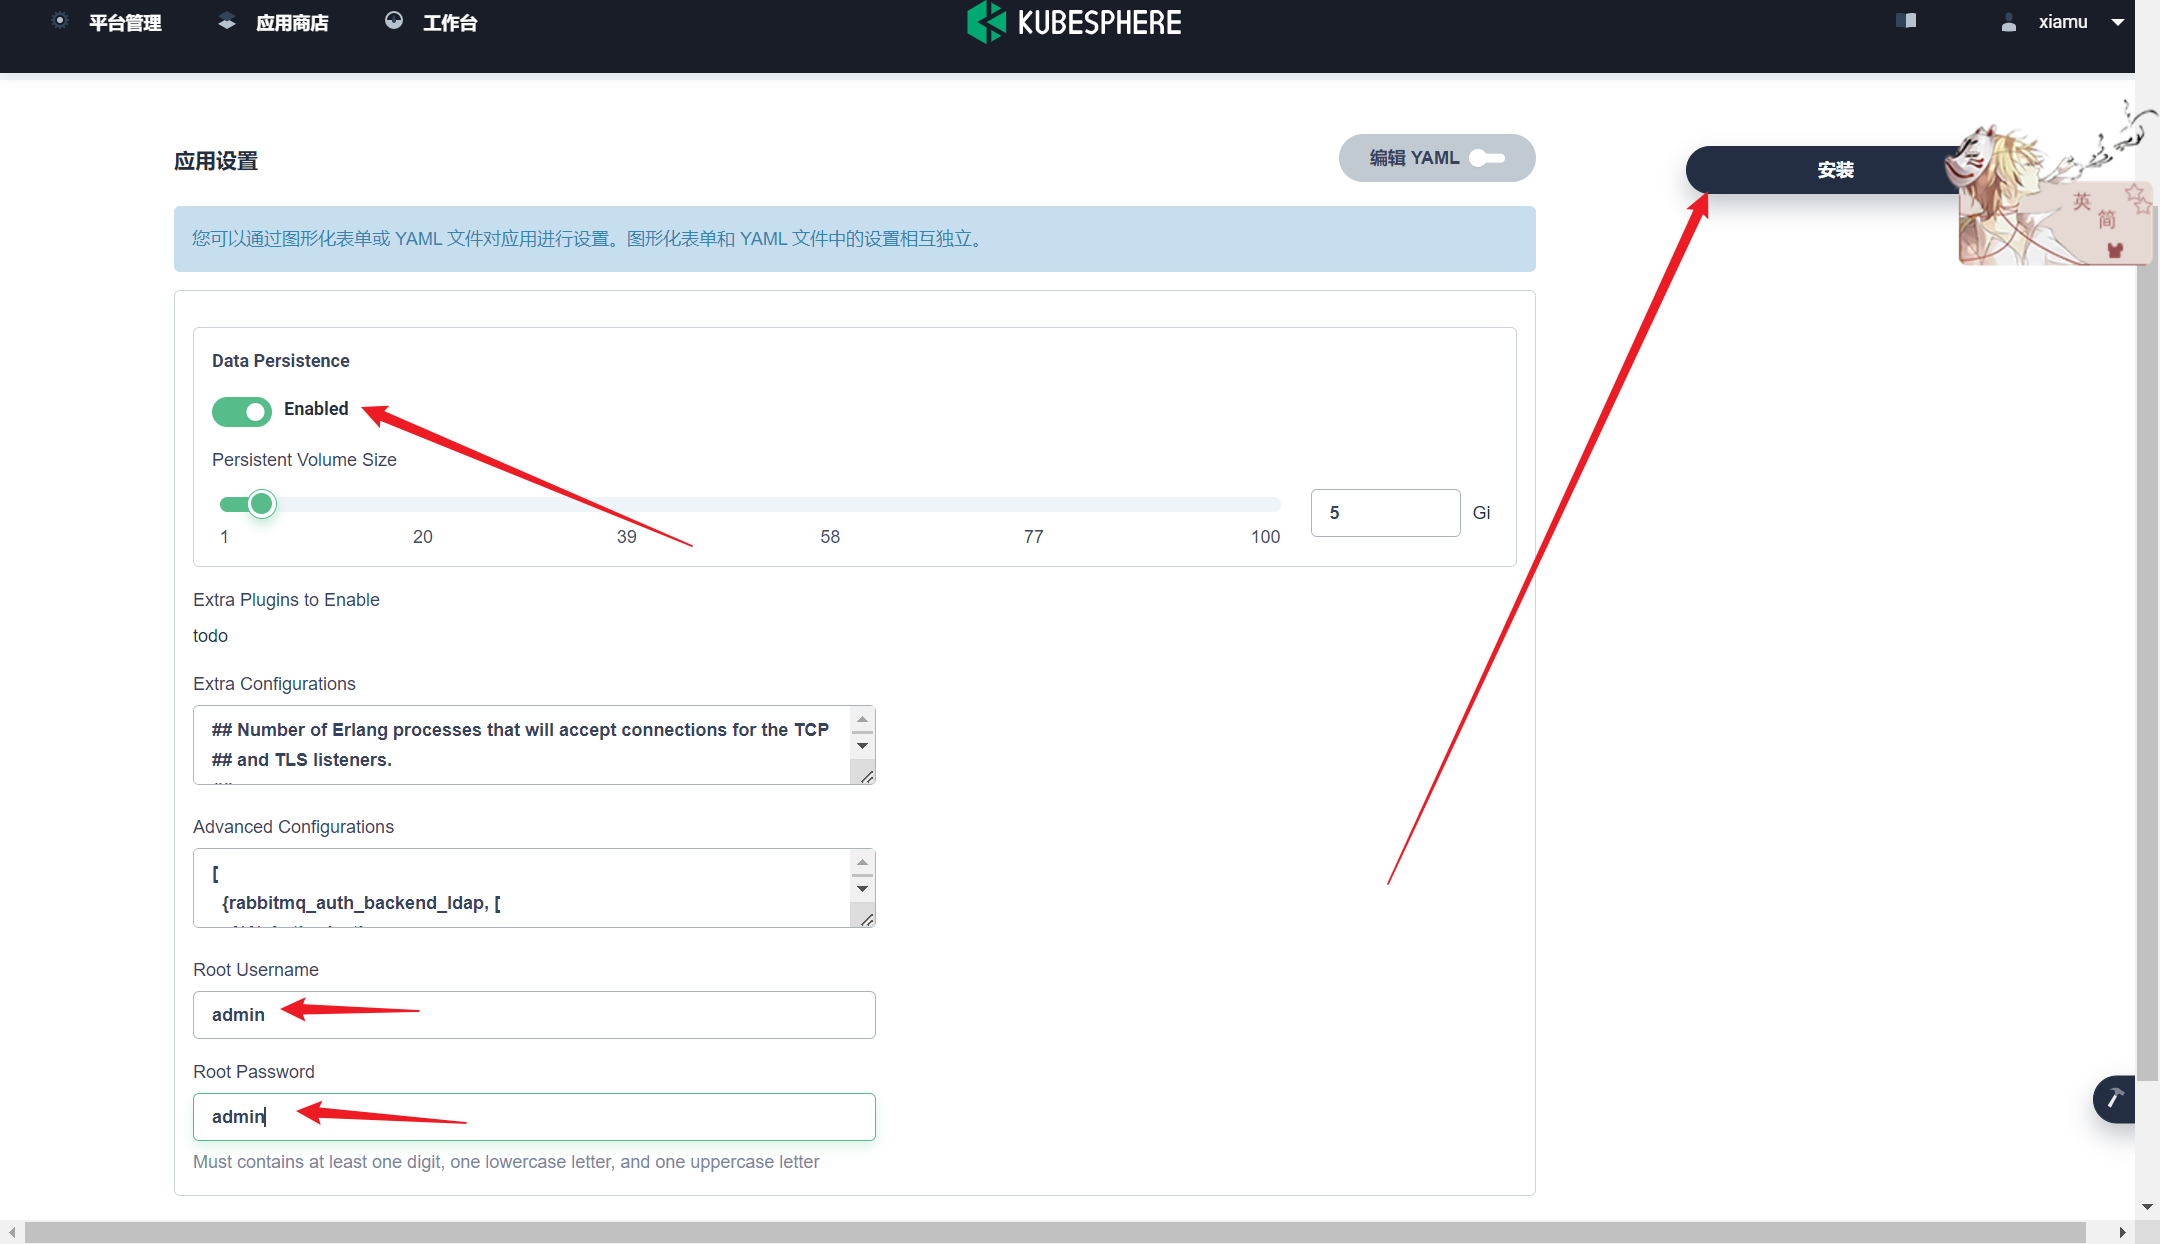 平台管理
应用商店
工作台
KUBESPHERE
xiamu
应用设置
编辑 YAML
安装
英
简
您可以通过图形化表单或 YAML 文件对应用进行设置。图形化表单和 YAML 文件中的设置相互独立。
Data Persistence
Enabled
Persistent Volume Size
1 20 39 58 77 100
5 Gi
Extra Plugins to Enable
todo
Extra Configurations
## Number of Erlang processes that will accept connections for the TCP
## and TLS listeners.
Advanced Configurations
[
{rabbitmq_auth_backend_ldap, [
Root Username
admin
Root Password
admin
Must contains at least one digit, one lowercase letter, and one uppercase letter